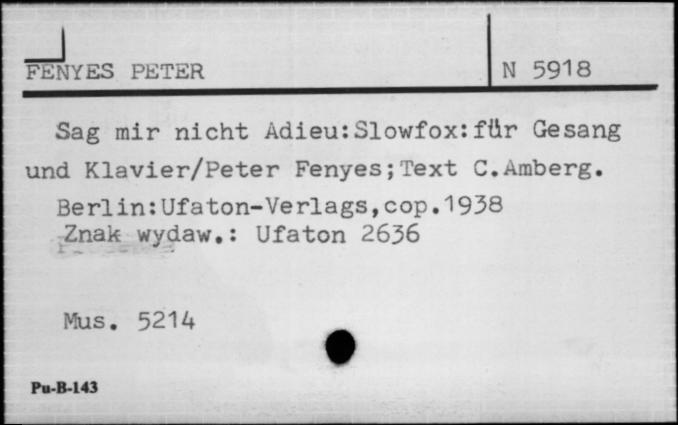 FENYES PETER
N 5918
Sag mir nicht Adieu:Slowfox:für Gesang
und Klavier/Peter Fenyes;Text C.Amberg.
Berlin:Ufaton-Verlags,cop.1938
Znak wydaw.: Ufaton 2636
Mus. 5214
Pu-B-143